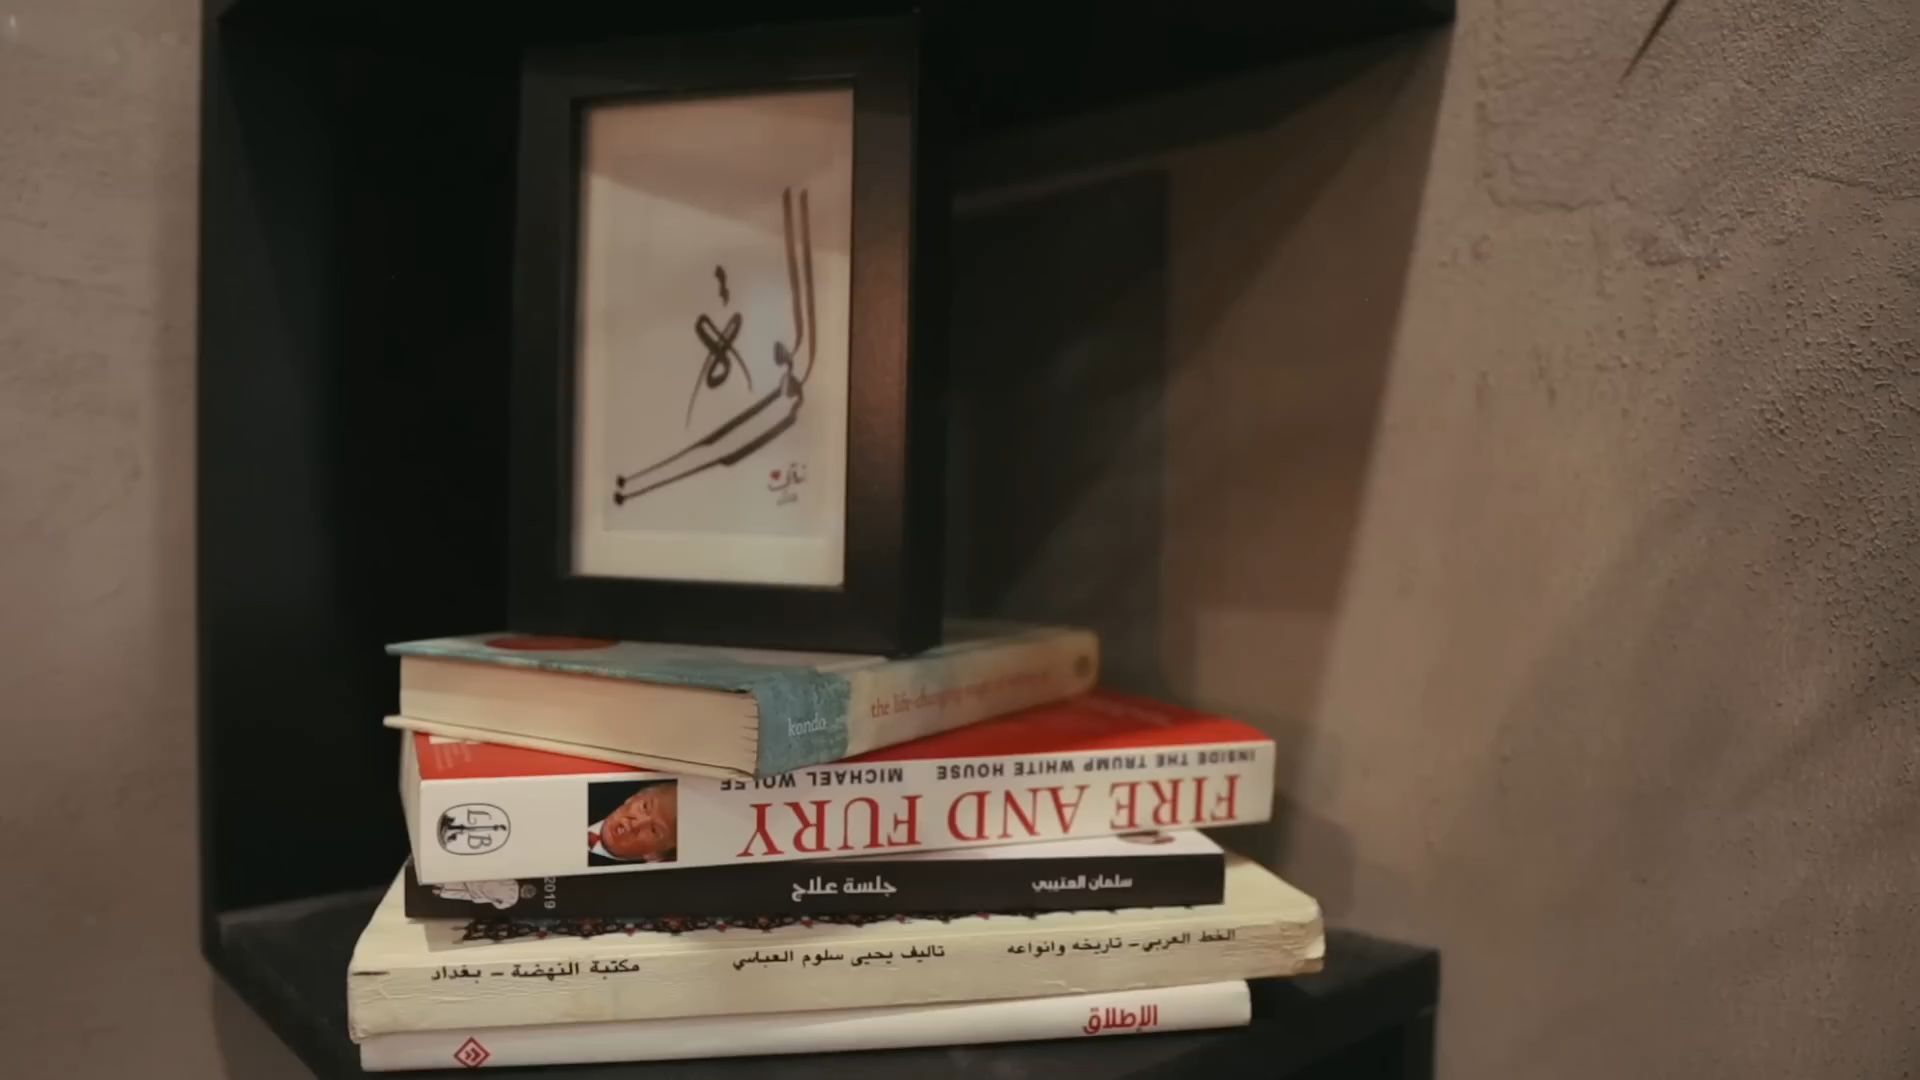 kondo
the life-changing
INSIDE THE TRUMP WHITE HOUSE
MICHAEL WOLFF
FIRE AND FURY
LB
سلمان العتيبي
جلسة علاج
2019
الخط العربي - تاريخه وانواعه
تاليف يحيى سلوم العباسي
مكتبة النهضة - بغداد
الإطلاق